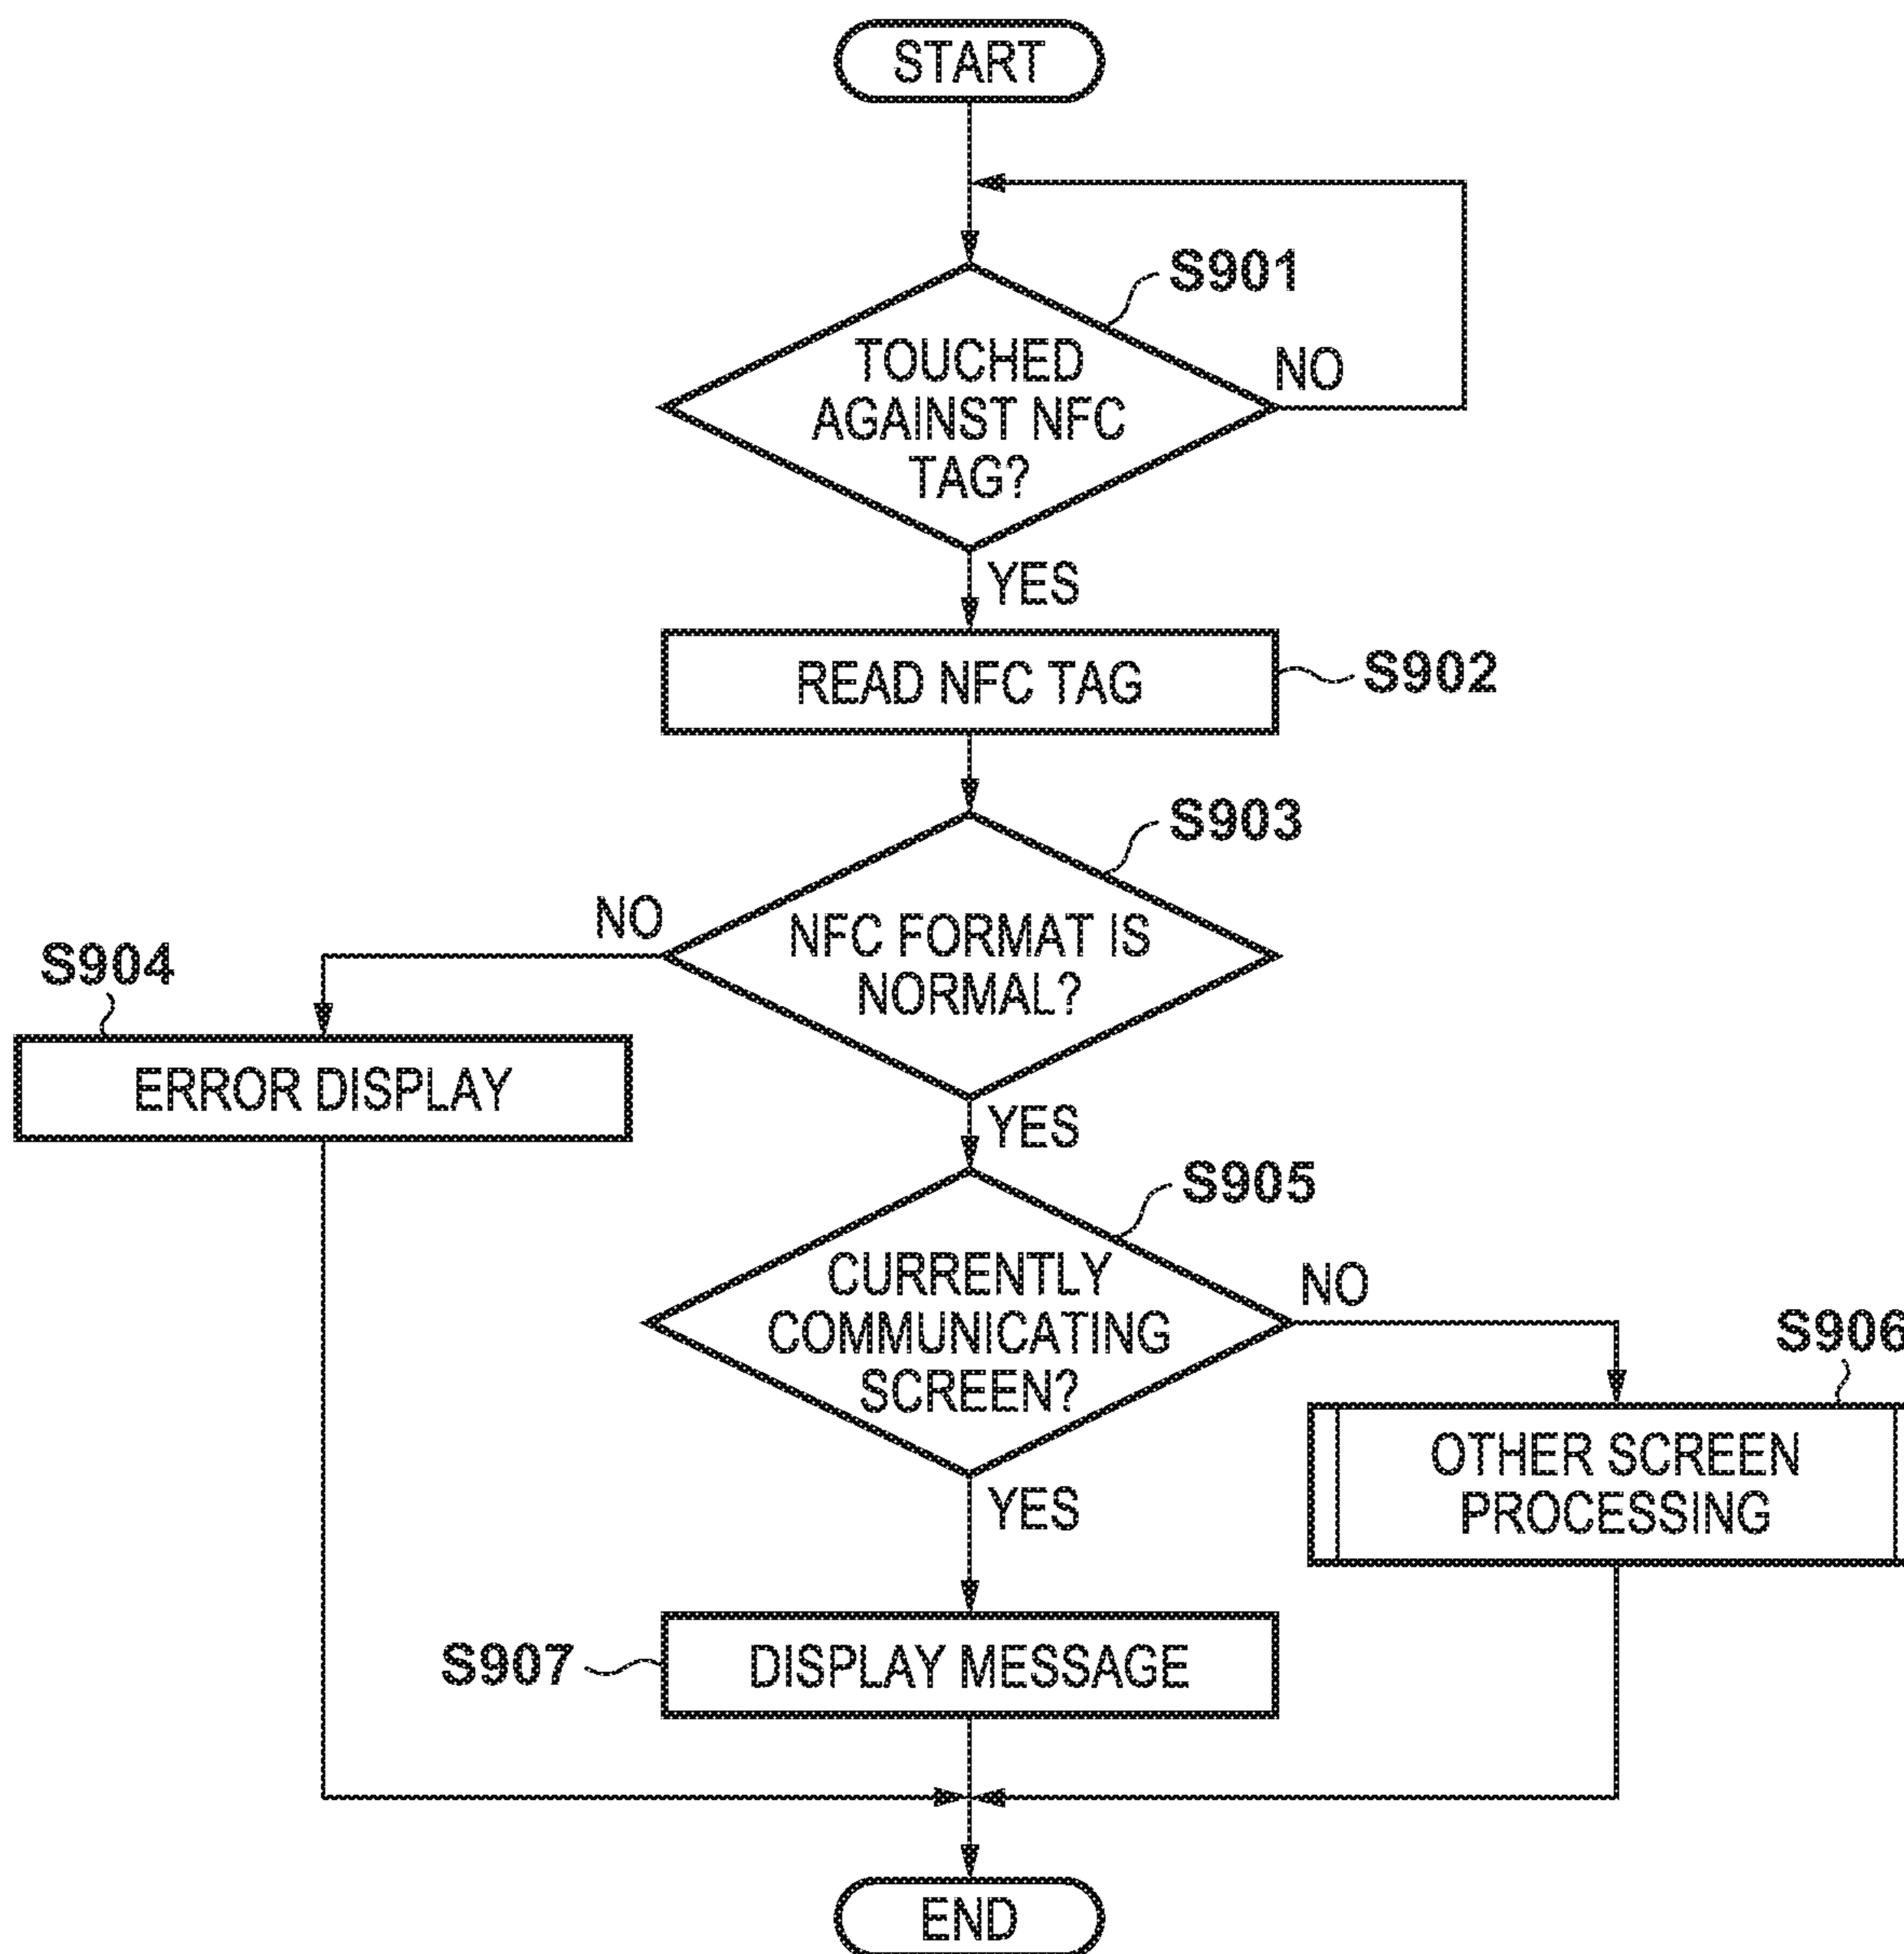 START
S901
TOUCHED
AGAINST NFC
TAG?
NO
YES
READ NFC TAG
S902
S903
NFC FORMAT IS
NORMAL?
NO
S904
ERROR DISPLAY
YES
S905
CURRENTLY
COMMUNICATING
SCREEN?
NO
S906
OTHER SCREEN
PROCESSING
YES
S907
DISPLAY MESSAGE
END